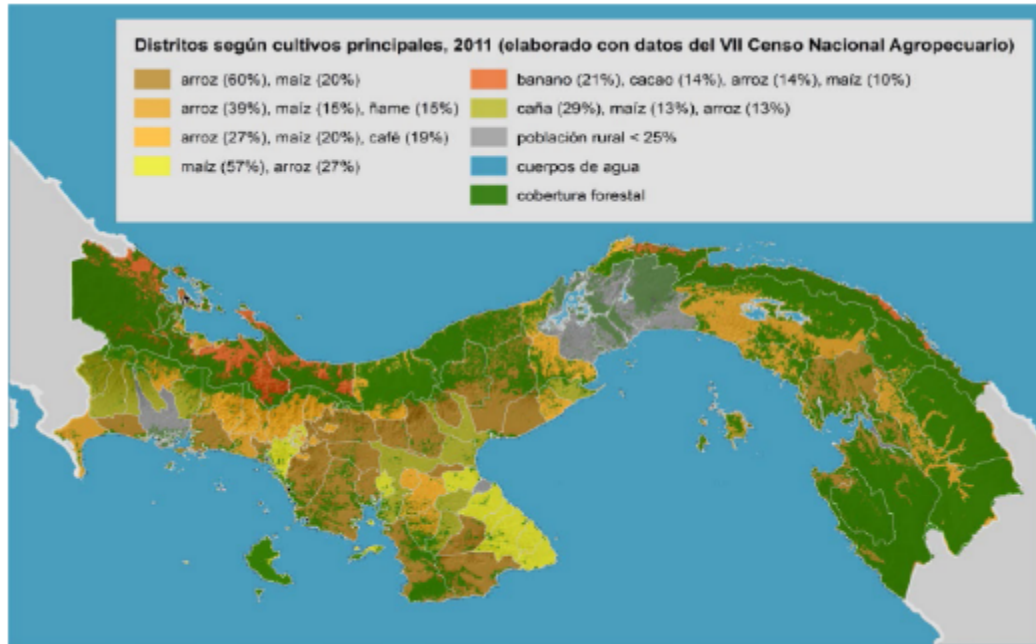 Distritos según cultivos principales, 2011 (elaborado con datos del VII Censo Nacional Agropecuario)
arroz (60%), maíz (20%)
arroz (39%), maíz (15%), ñame (15%)
arroz (27%), maíz (20%), café (19%)
maíz (57%), arroz (27%)
banano (21%), cacao (14%), arroz (14%), maíz (10%)
caña (29%), maíz (13%), arroz (13%)
población rural < 25%
cuerpos de agua
cobertura forestal